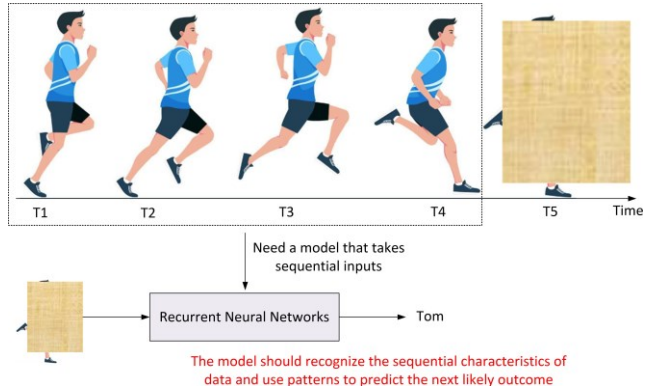 T1 T2 T3 T4 T5 Time
Need a model that takes
sequential inputs
Recurrent Neural Networks
Tom
The model should recognize the sequential characteristics of
data and use patterns to predict the next likely outcome